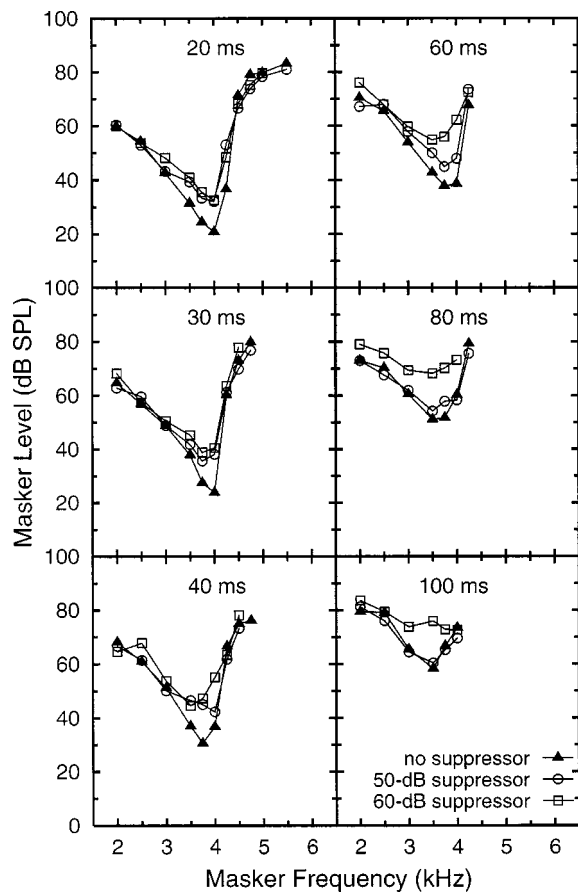 20 ms
60 ms
100
80
60
40
20
30 ms
80 ms
100
80
60
40
20
40 ms
100 ms
100
80
60
40
20
0
no suppressor
50-dB suppressor
60-dB suppressor
2 3 4 5 6 2 3 4 5 6
Masker Frequency (kHz)
Masker Level (dB SPL)